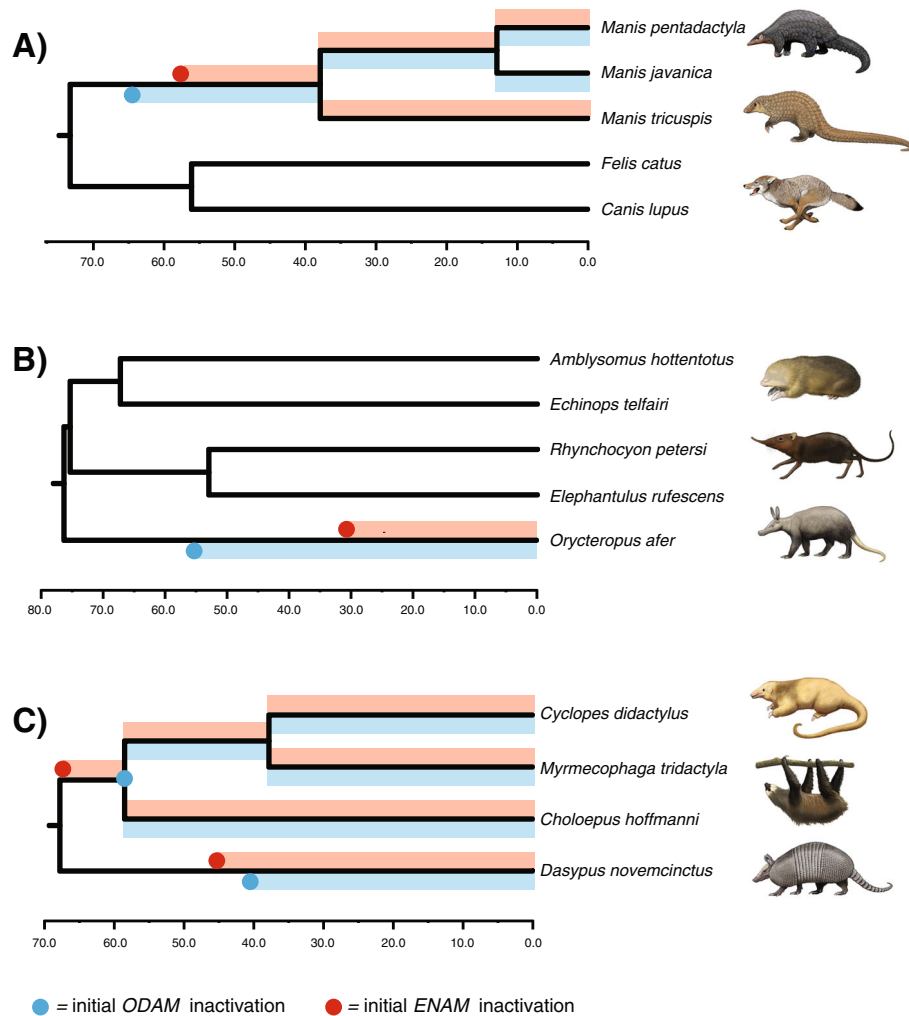 A)
Manis pentadactyla
Manis javanica
Manis tricuspis
Felis catus
Canis lupus
70.0 60.0 50.0 40.0 30.0 20.0 10.0 0.0
B)
Amblysomus hottentotus
Echinops telfairi
Rhynchocyon petersi
Elephantulus rufescens
Orycteropus afer
80.0 70.0 60.0 50.0 40.0 30.0 20.0 10.0 0.0
C)
Cyclopes didactylus
Myrmecophaga tridactyla
Choloepus hoffmanni
Dasypus novemcinctus
70.0 60.0 50.0 40.0 30.0 20.0 10.0 0.0
= initial ODAM inactivation = initial ENAM inactivation